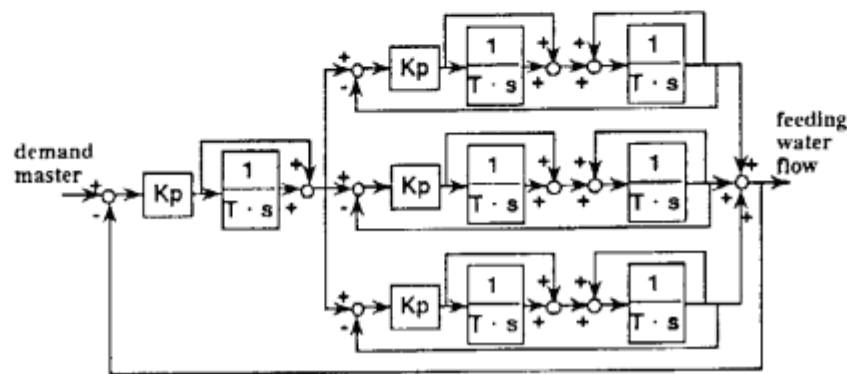 Kp
1
T · s
1
T · s
feeding
water
flow
demand
master
Kp
1
T · s
Kp
1
T · s
1
T · s
Kp
1
T · s
1
T · s